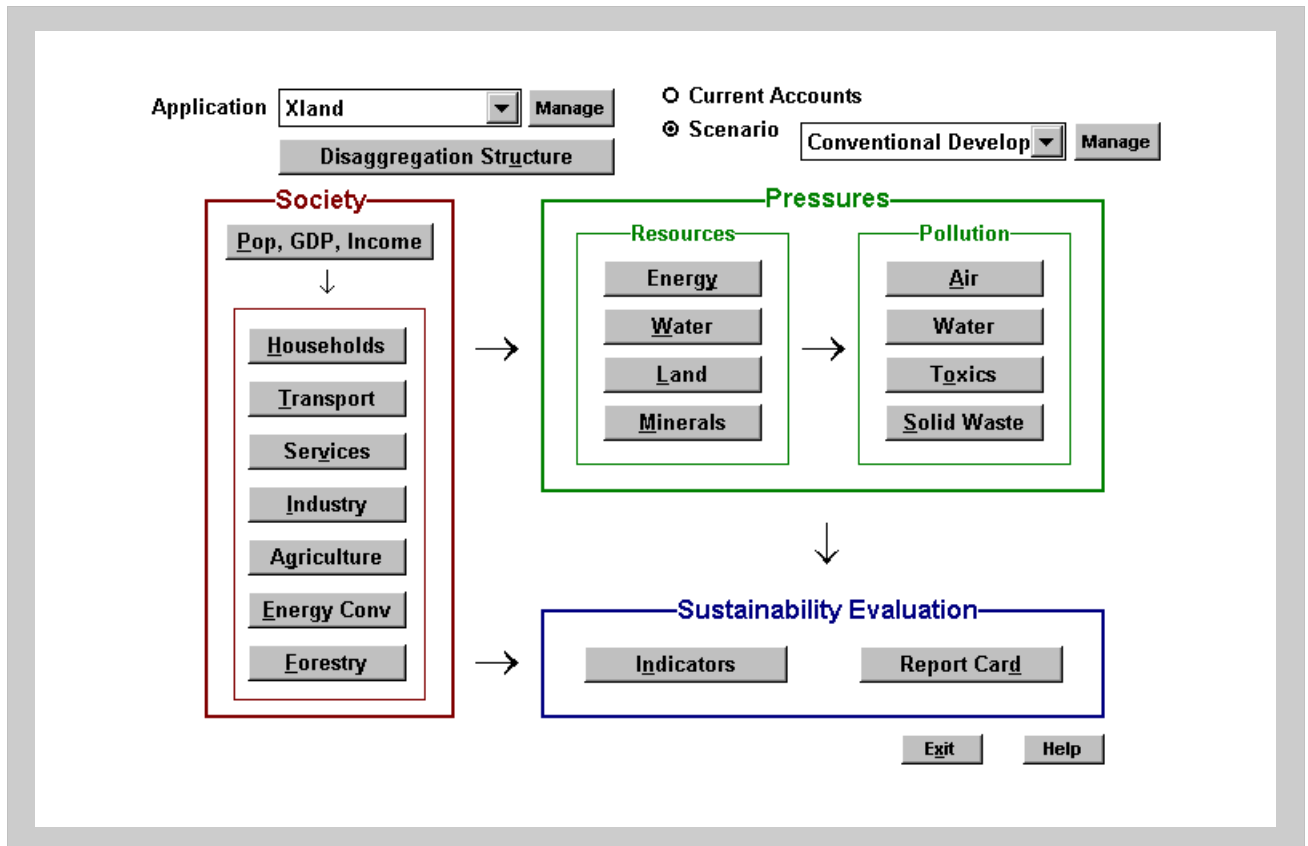 Application Xland Manage
Current Accounts
Scenario Conventional Develop Manage
Disaggregation Structure
Society
Pop, GDP, Income
Households
Transport
Services
Industry
Agriculture
Energy Conv
Forestry
Pressures
Resources
Energy
Water
Land
Minerals
Pollution
Air
Water
Toxics
Solid Waste
Sustainability Evaluation
Indicators
Report Card
Exit
Help